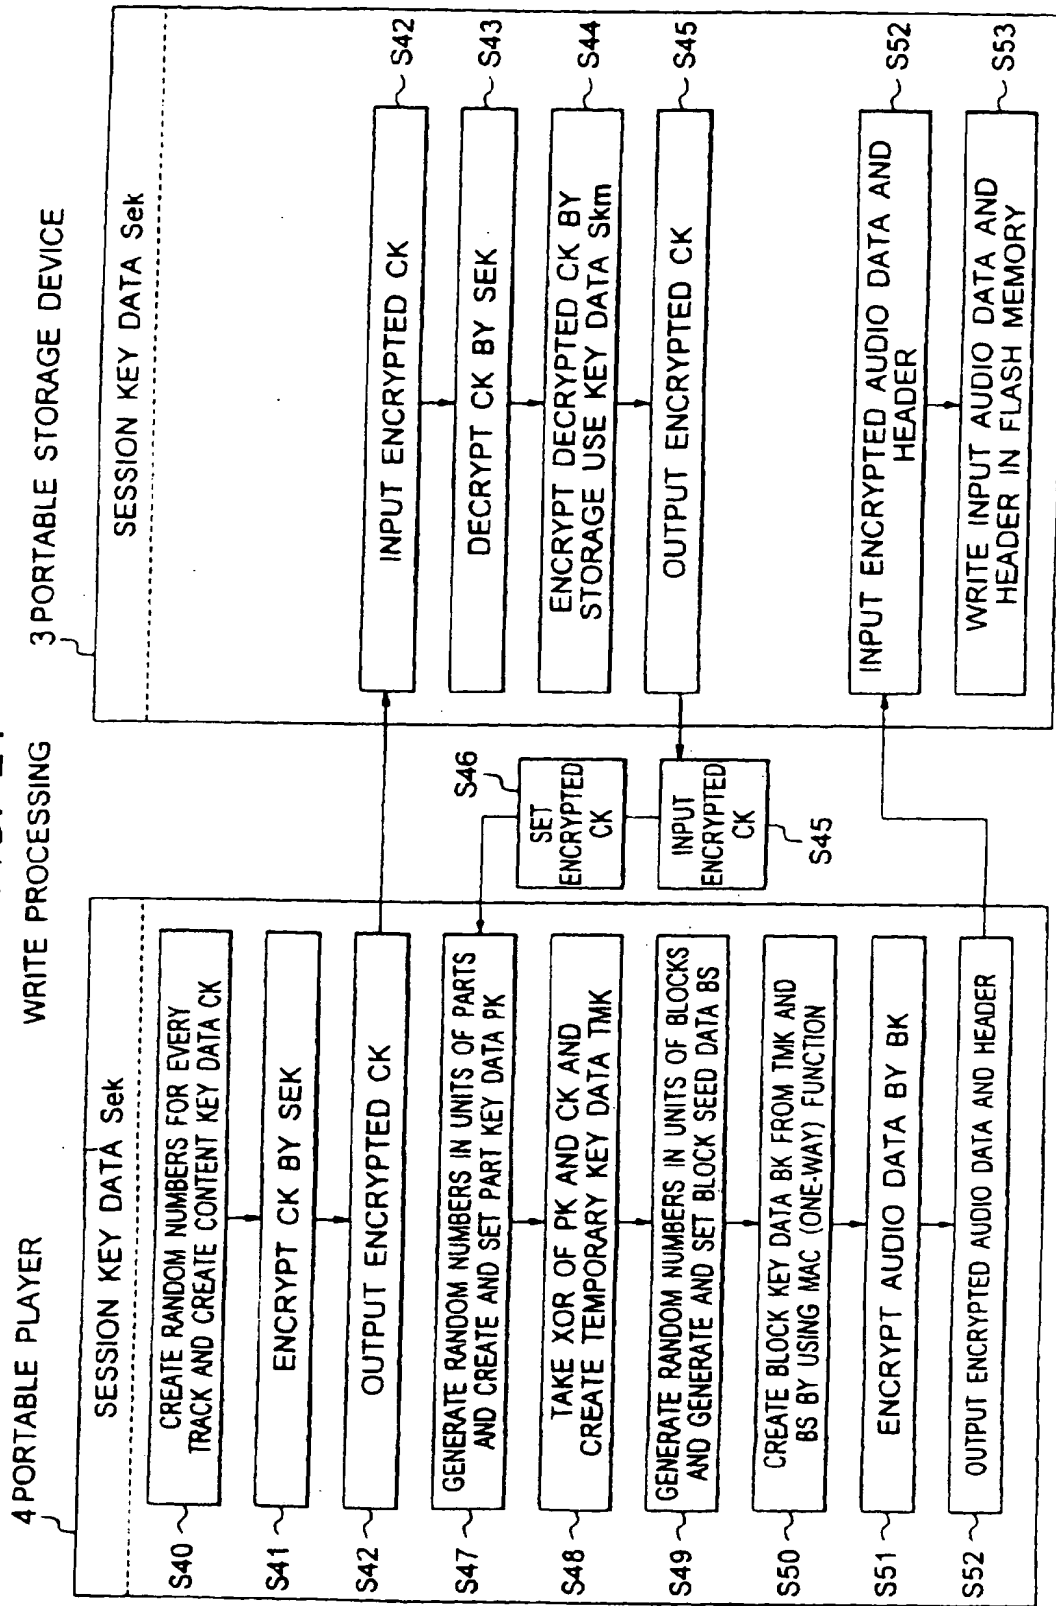 WRITE PROCESSING
4 PORTABLE PLAYER
SESSION KEY DATA Sek
S40
CREATE RANDOM NUMBERS FOR EVERY
TRACK AND CREATE CONTENT KEY DATA CK
S41
ENCRYPT CK BY SEK
S42
OUTPUT ENCRYPTED CK
S47
GENERATE RANDOM NUMBERS IN UNITS OF PARTS
AND CREATE AND SET PART KEY DATA PK
S48
TAKE XOR OF PK AND CK AND
CREATE TEMPORARY KEY DATA TMK
S49
GENERATE RANDOM NUMBERS IN UNITS OF BLOCKS
AND GENERATE AND SET BLOCK SEED DATA BS
S50
CREATE BLOCK KEY DATA BK FROM TMK AND
BS BY USING MAC (ONE-WAY) FUNCTION
S51
ENCRYPT AUDIO DATA BY BK
S52
OUTPUT ENCRYPTED AUDIO DATA AND HEADER
S46
SET
ENCRYPTED
CK
INPUT
ENCRYPTED
CK
S45
3 PORTABLE STORAGE DEVICE
SESSION KEY DATA Sek
INPUT ENCRYPTED CK
S42
DECRYPT CK BY SEK
S43
ENCRYPT DECRYPTED CK BY
STORAGE USE KEY DATA Skm
S44
OUTPUT ENCRYPTED CK
S45
INPUT ENCRYPTED AUDIO DATA AND
HEADER
S52
WRITE INPUT AUDIO DATA AND
HEADER IN FLASH MEMORY
S53